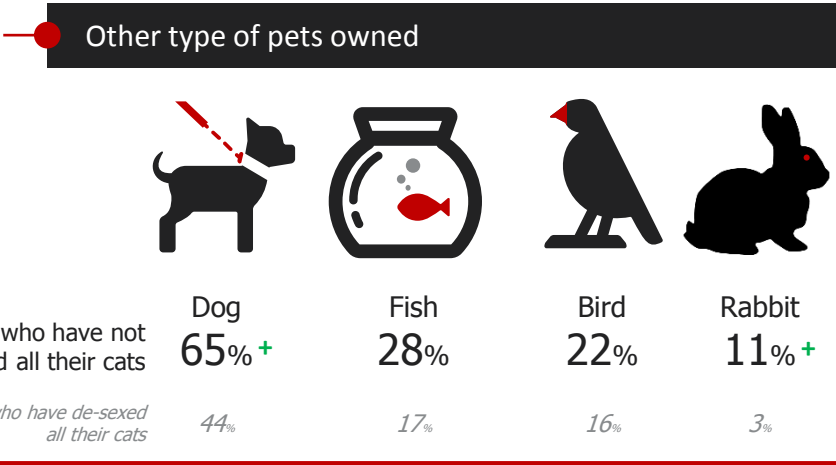 Other type of pets owned
Dog Fish Bird Rabbit
who have not
all their cats
65% + 28% 22% 11% +
who have de-sexed
all their cats
44% 17% 16% 3%